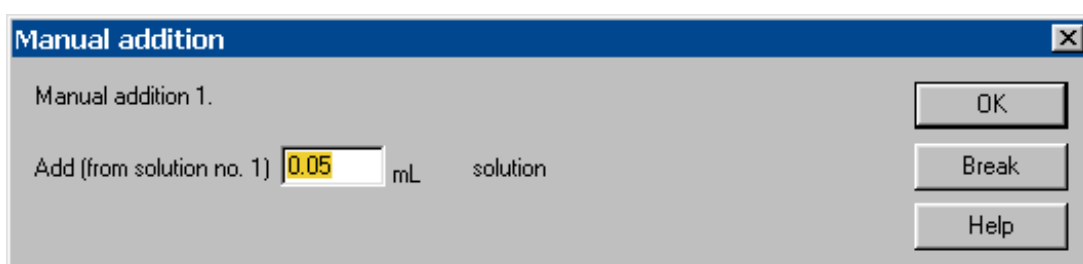 Manual addition
Manual addition 1.
OK
Add (from solution no. 1) 0.05 mL solution
Break
Help